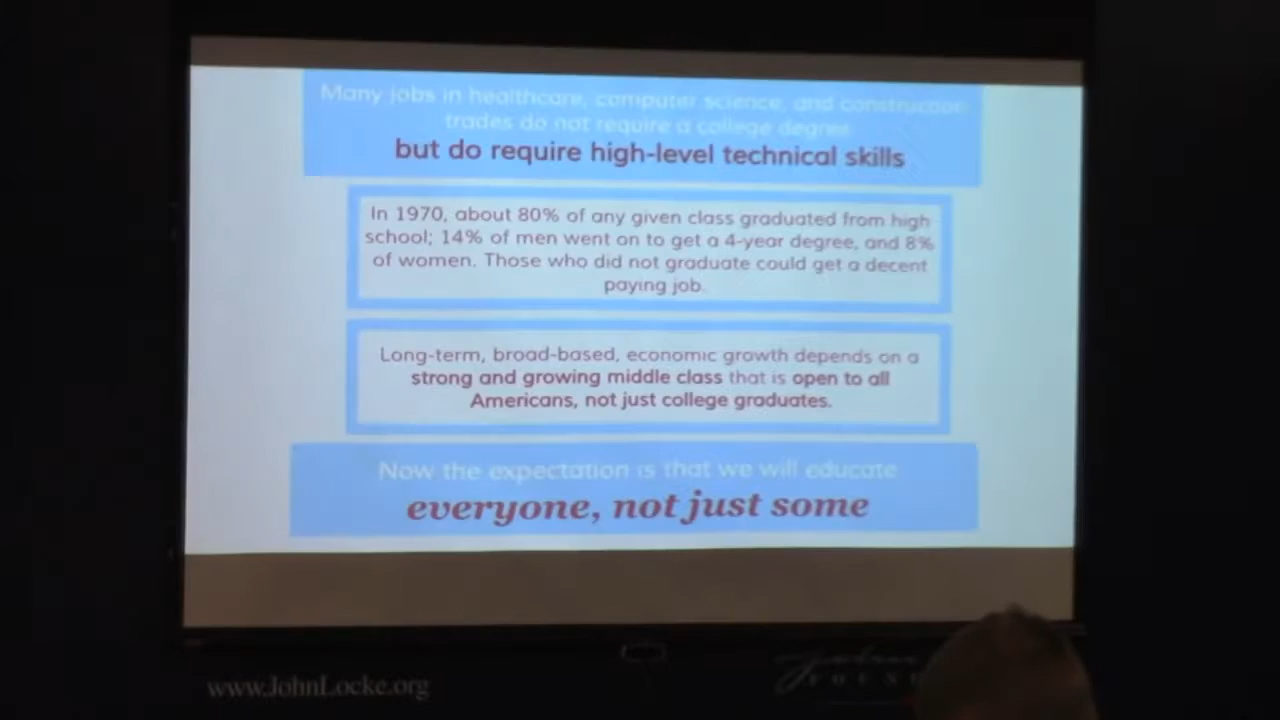 Many jobs in healthcare, computer science, and construction
trades do not require a college degree
but do require high-level technical skills
In 1970, about 80% of any given class graduated from high
school; 14% of men went on to get a 4-year degree, and 8%
of women. Those who did not graduate could get a decent
paying job.
Long-term, broad-based, economic growth depends on a
strong and growing middle class that is open to all
Americans, not just college graduates.
Now the expectation is that we will educate
everyone, not just some
www.JohnLocke.org